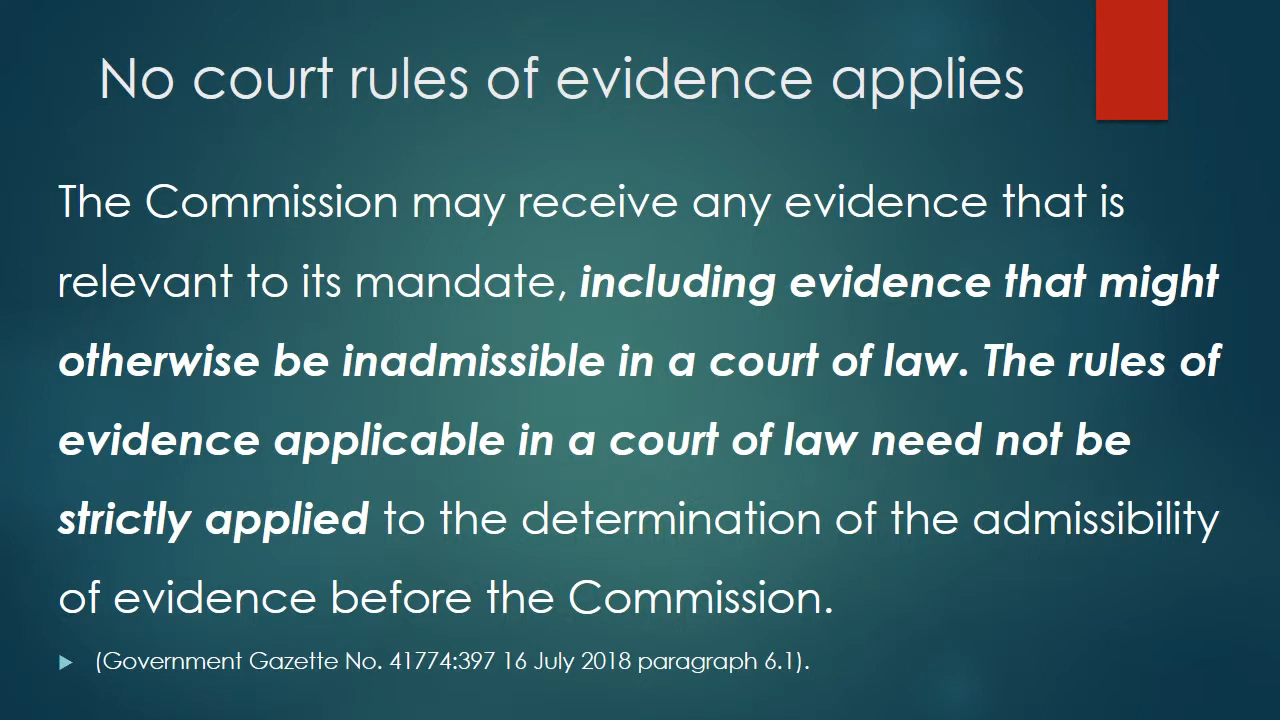 No court rules of evidence applies
The Commission may receive any evidence that is
relevant to its mandate, including evidence that might
otherwise be inadmissible in a court of law. The rules of
evidence applicable in a court of law need not be
strictly applied to the determination of the admissibility
of evidence before the Commission.
(Government Gazette No. 41774:397 16 July 2018 paragraph 6.1).